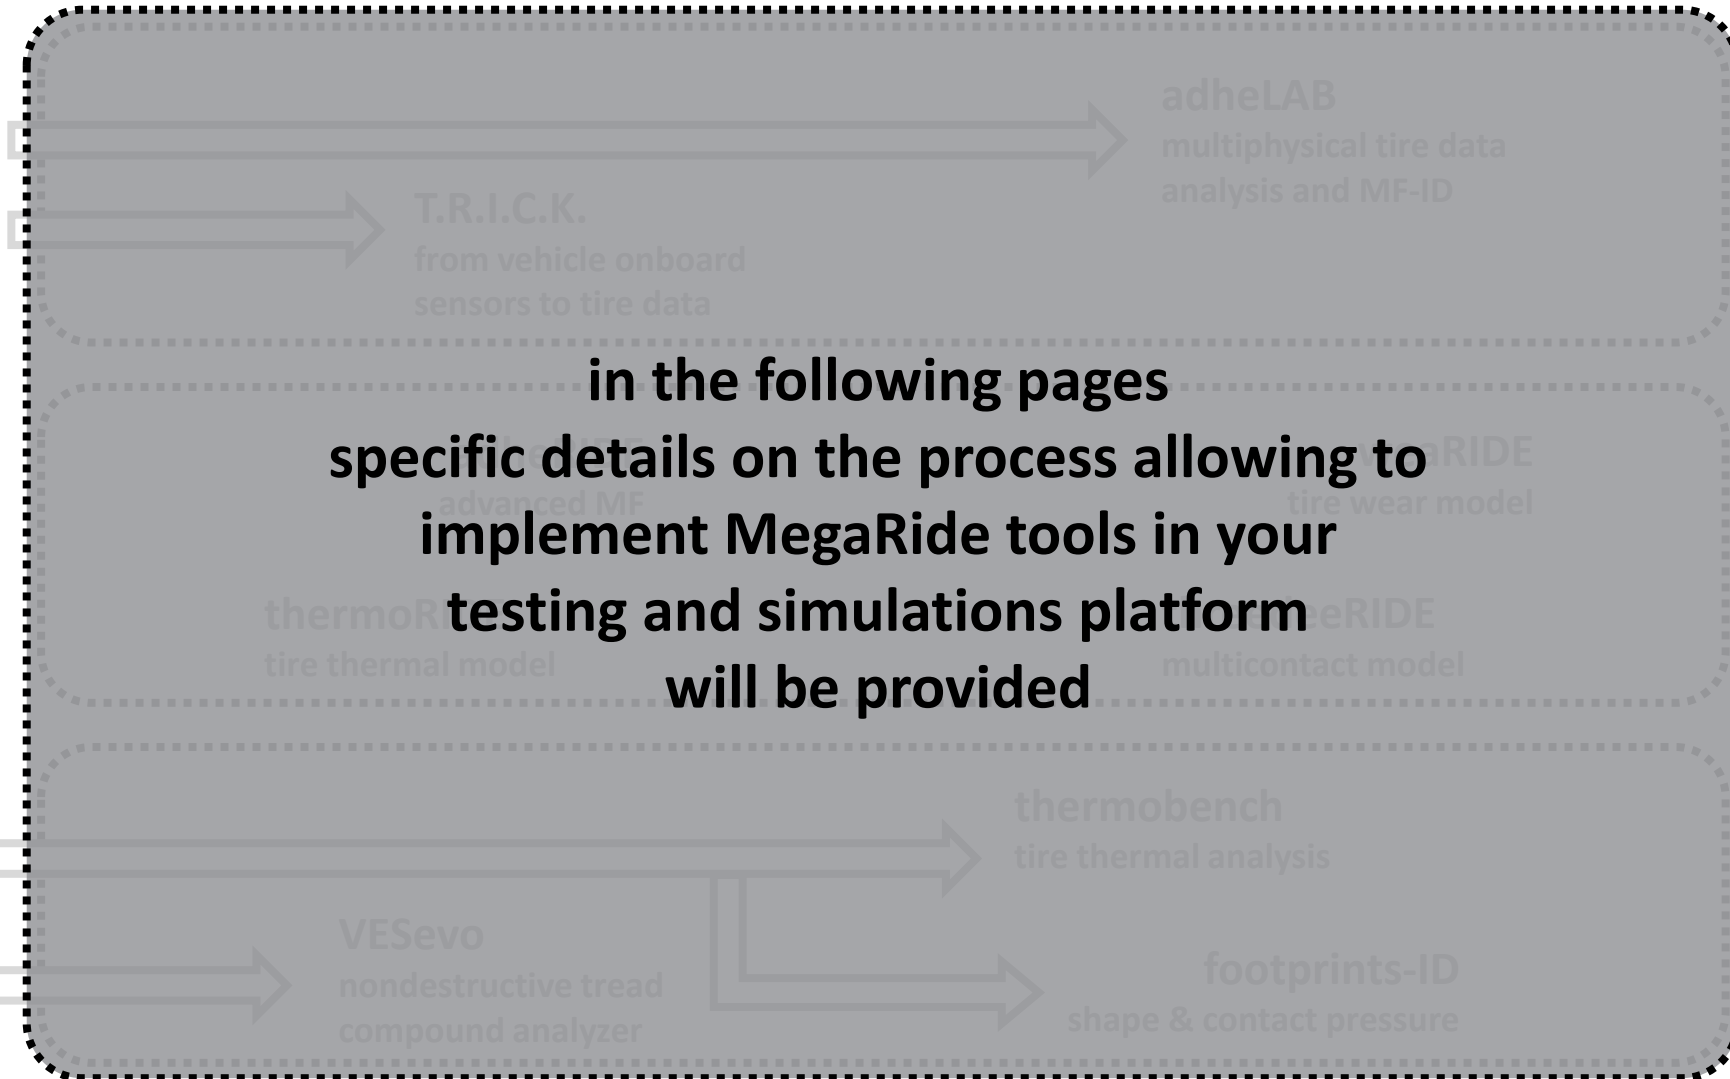 adheLAB
multiphysical tire data
analysis and MF-ID
T.R.I.C.K.
from vehicle onboard
sensors to tire data
in the following pages
specific details on the process allowing to
advanced MF
tire wear model
implement MegaRide tools in your
testing and simulations platform
tire thermal model
multicontact model
will be provided
thermobench
tire thermal analysis
VESevo
nondestructive tread
compound analyzer
footprints-ID
shape & contact pressure